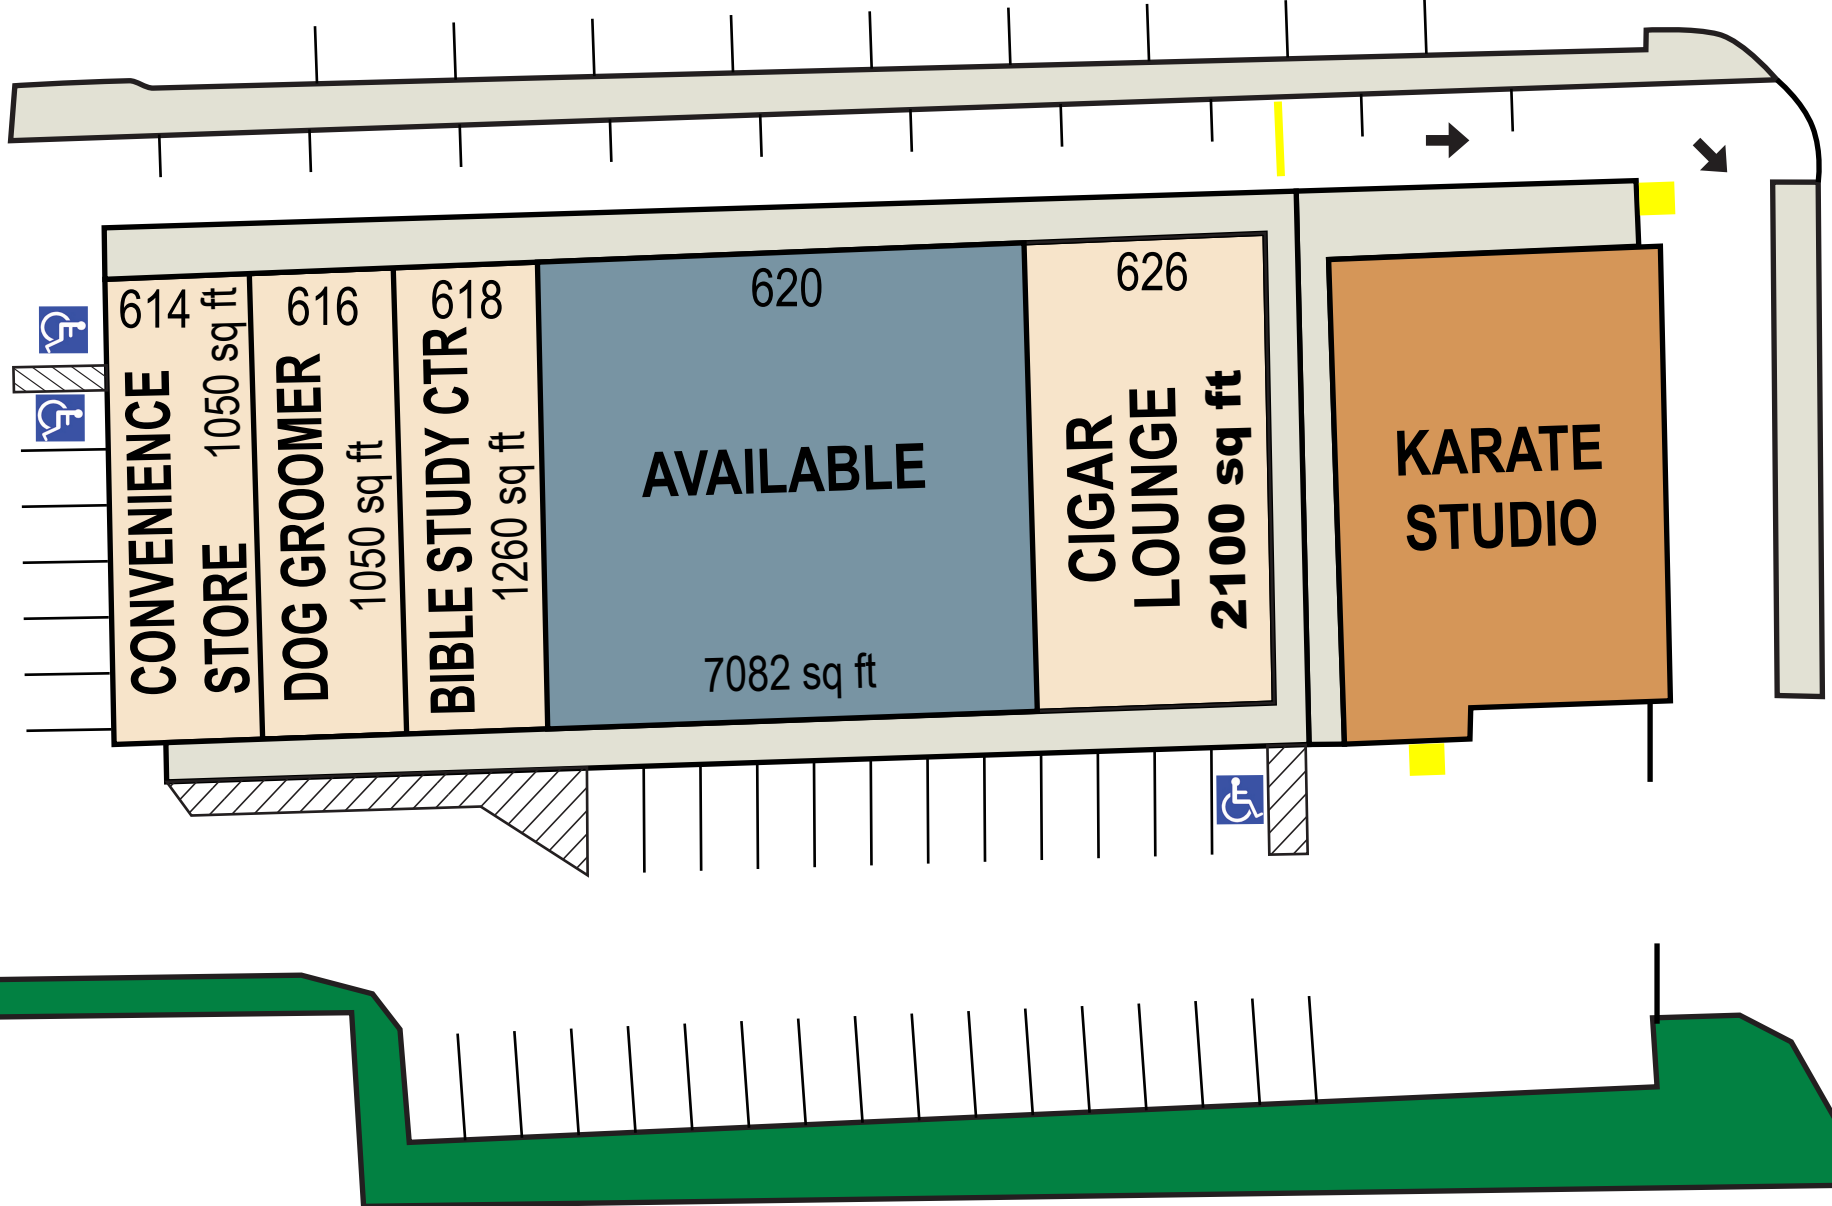 614
CONVENIENCE
STORE
1050 sq ft
616
DOG GROOMER
1050 sq ft
618
BIBLE STUDY CTR
1260 sq ft
620
AVAILABLE
7082 sq ft
626
CIGAR
LOUNGE
2100 sq ft
KARATE
STUDIO